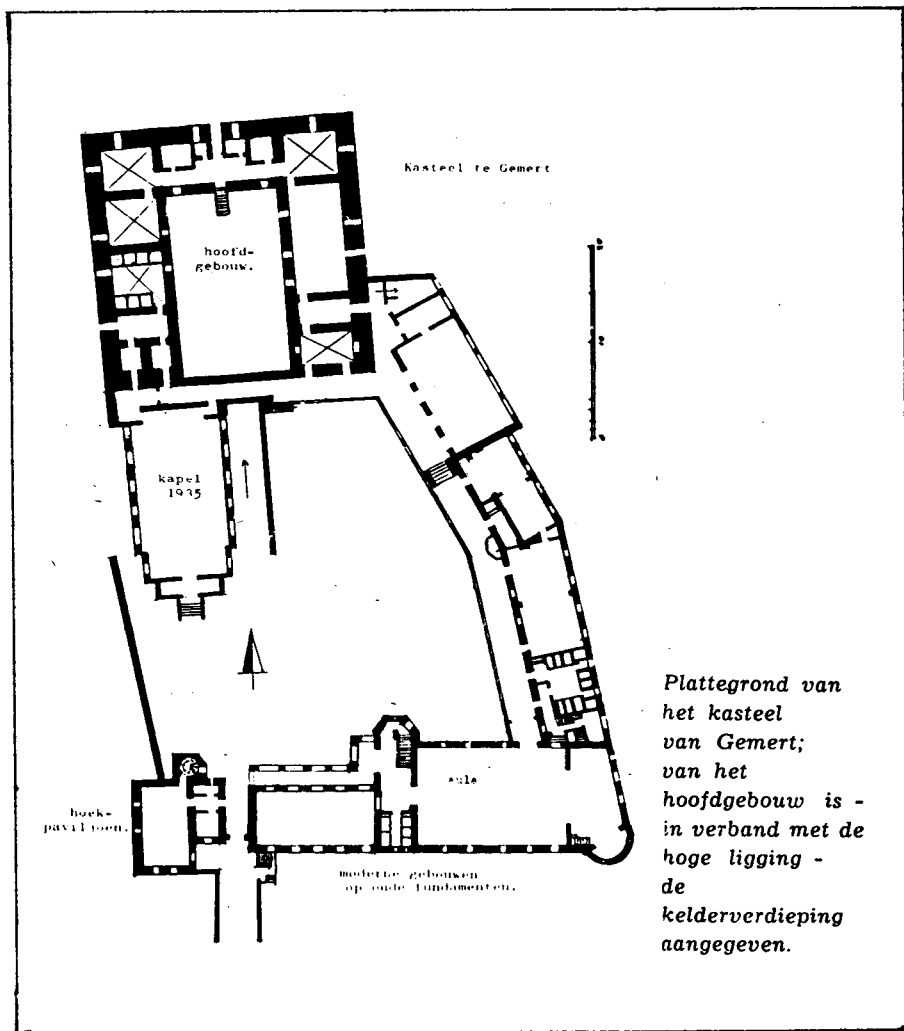 Kasteel te Gemert
hoofd-
gebouw.
kapel
1935
aula
hoek-
paviljoen.
moderne gebouwen
op oude fundamenten.
Plattegrond van
het kasteel
van Gemert;
van het
hoofdgebouw is -
in verband met de
hoge ligging -
de
kelderverdieping
aangegeven.